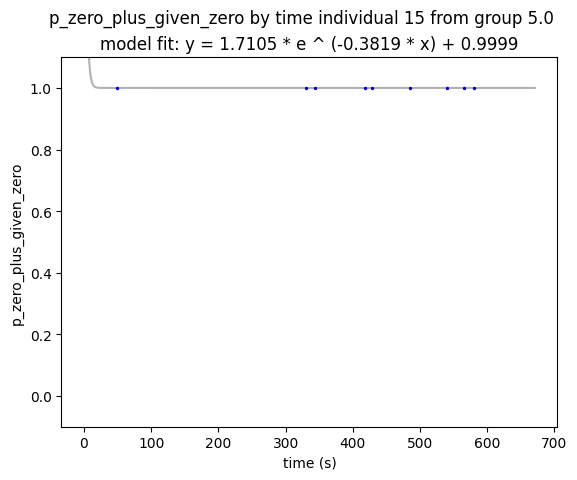 p_zero_plus_given_zero by time individual 15 from group 5.0
model fit: y = 1.7105 * e ^ (-0.3819 * x) + 0.9999
1.0
0.8
0.6
0.4
0.2
0.0
p_zero_plus_given_zero
0 100 200 300 400 500 600 700
time (s)